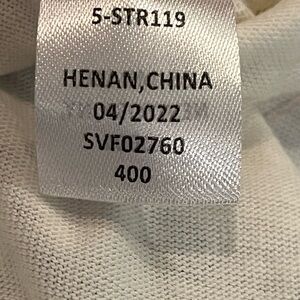 5-STR119
HENAN,CHINA
04/2022
SVF02760
400